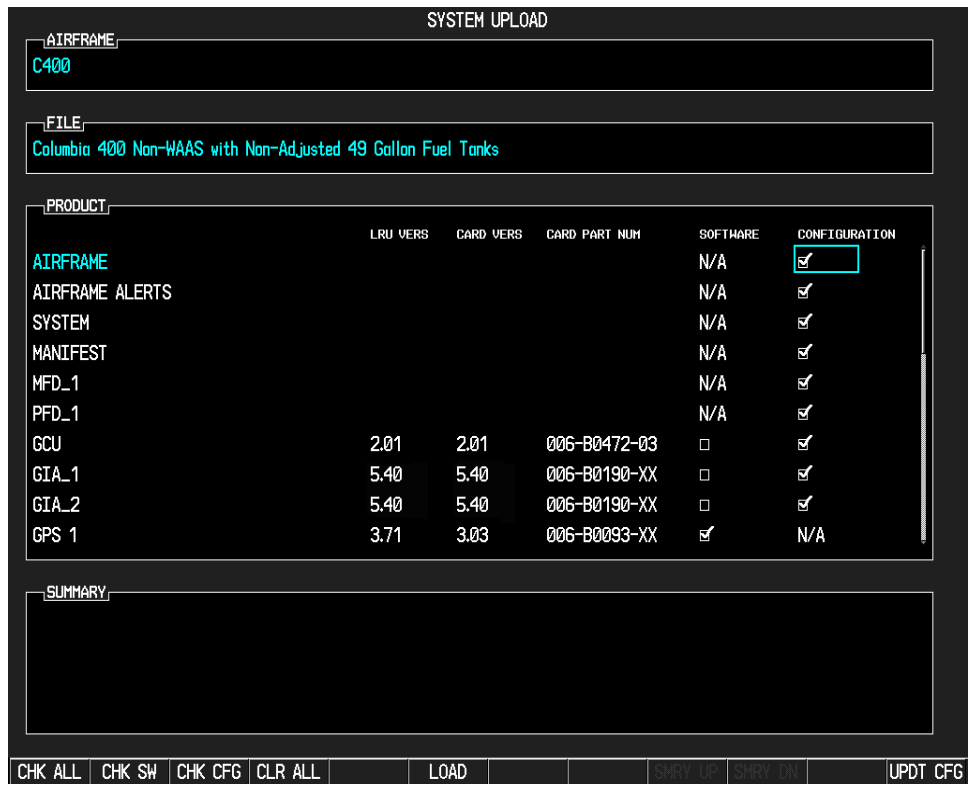 SYSTEM UPLOAD
AIRFRAME
C400
FILE
Columbia 400 Non-WAAS with Non-Adjusted 49 Gallon Fuel Tanks
PRODUCT
LRU VERS CARD VERS CARD PART NUM SOFTWARE CONFIGURATION
AIRFRAME N/A
AIRFRAME ALERTS N/A
SYSTEM N/A
MANIFEST N/A
MFD_1 N/A
PFD_1 N/A
GCU 2.01 2.01 006-B0472-03
GIA_1 5.40 5.40 006-B0190-XX
GIA_2 5.40 5.40 006-B0190-XX
GPS 1 3.71 3.03 006-B0093-XX N/A
SUMMARY
CHK ALL CHK SW CHK CFG CLR ALL LOAD SMRY UP SMRY DN UPDT CFG